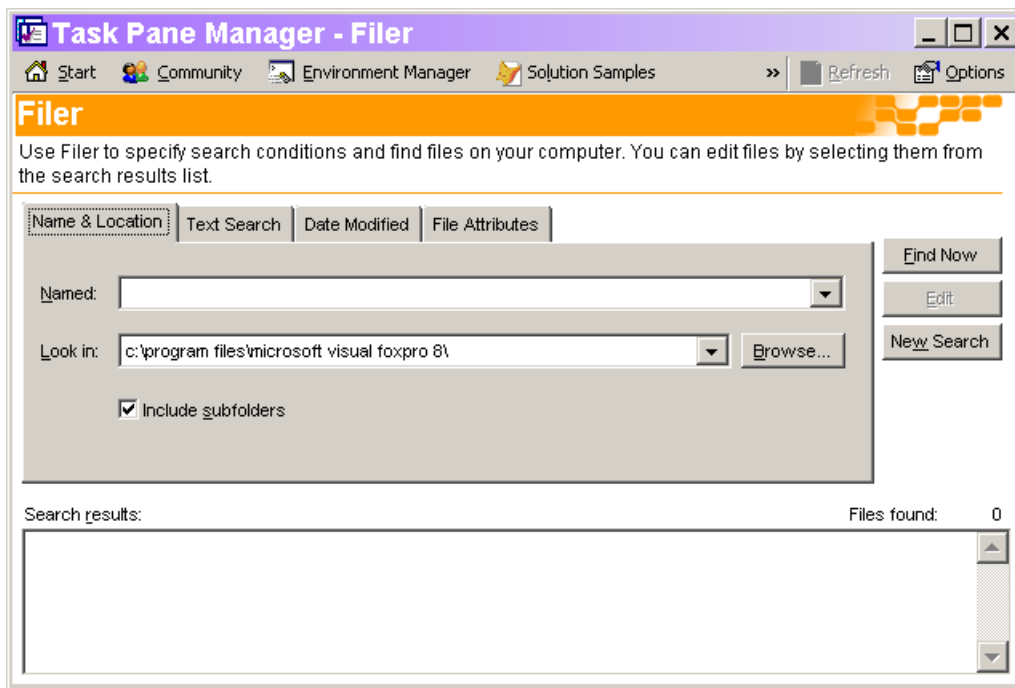 Task Pane Manager - Filer
Start Community Environment Manager Solution Samples » Refresh Options
Filer
Use Filer to specify search conditions and find files on your computer. You can edit files by selecting them from
the search results list.
Name & Location Text Search Date Modified File Attributes
Find Now
Named:
Edit
Look in: c:\program files\microsoft visual foxpro 8\ Browse...
New Search
Include subfolders
Search results: Files found: 0